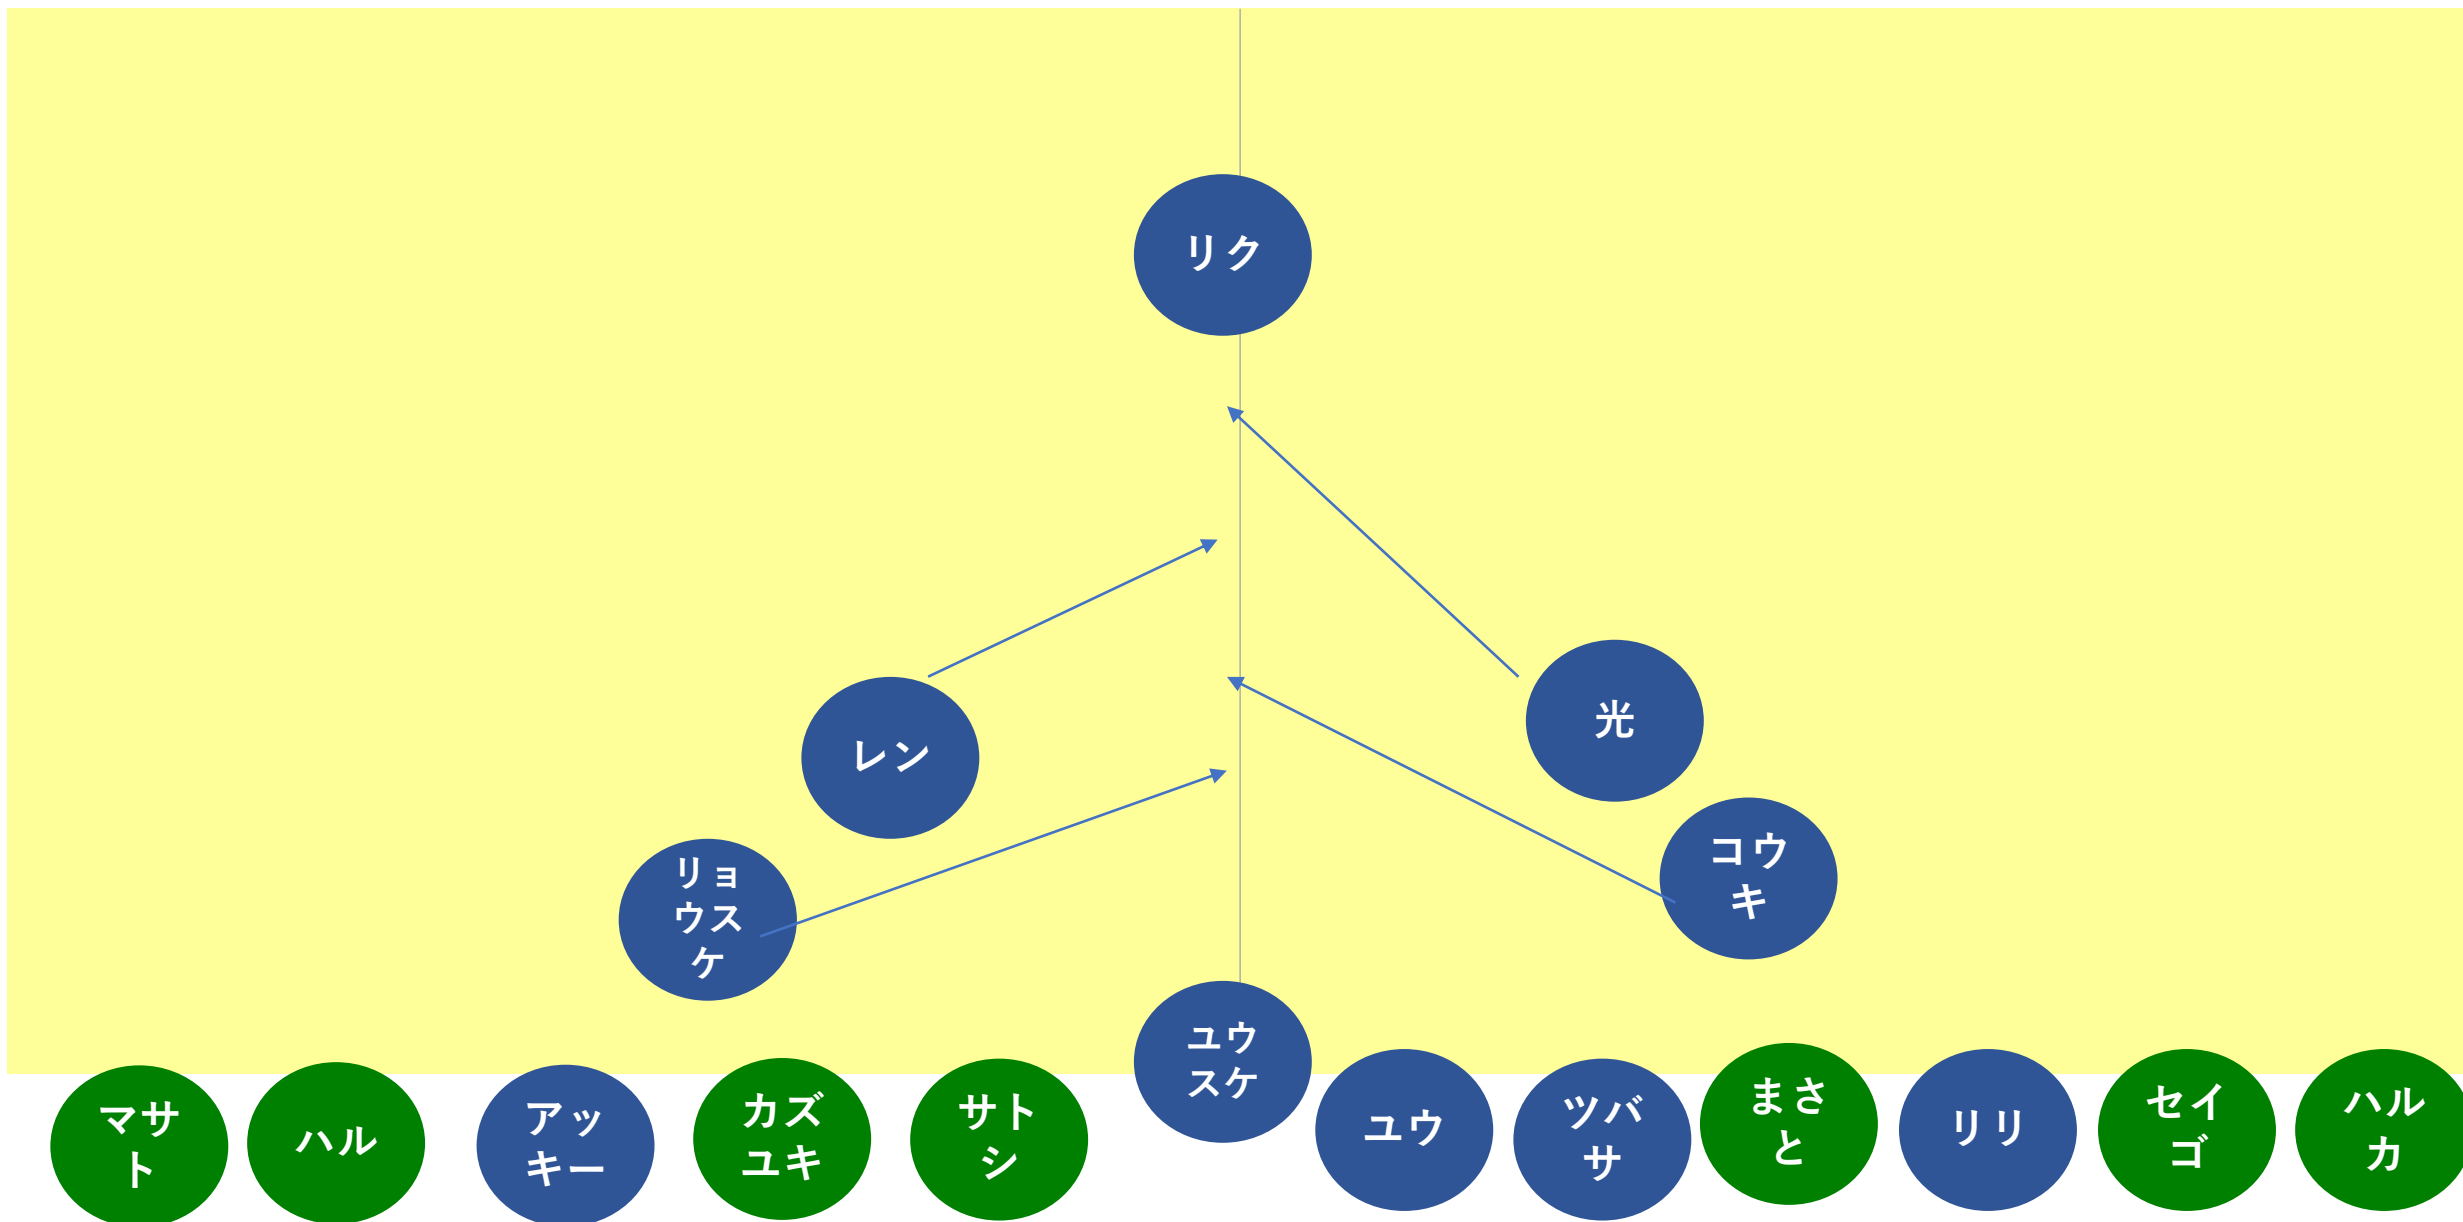 リク
レン
光
リョ
ウス
ケ
コウ
キ
ユウ
スケ
マサ
ト
ハル
アッ
キー
カズ
ユキ
サト
シ
ユウ
ツバ
サ
まさ
と
リリ
セイ
ゴ
ハル
カ